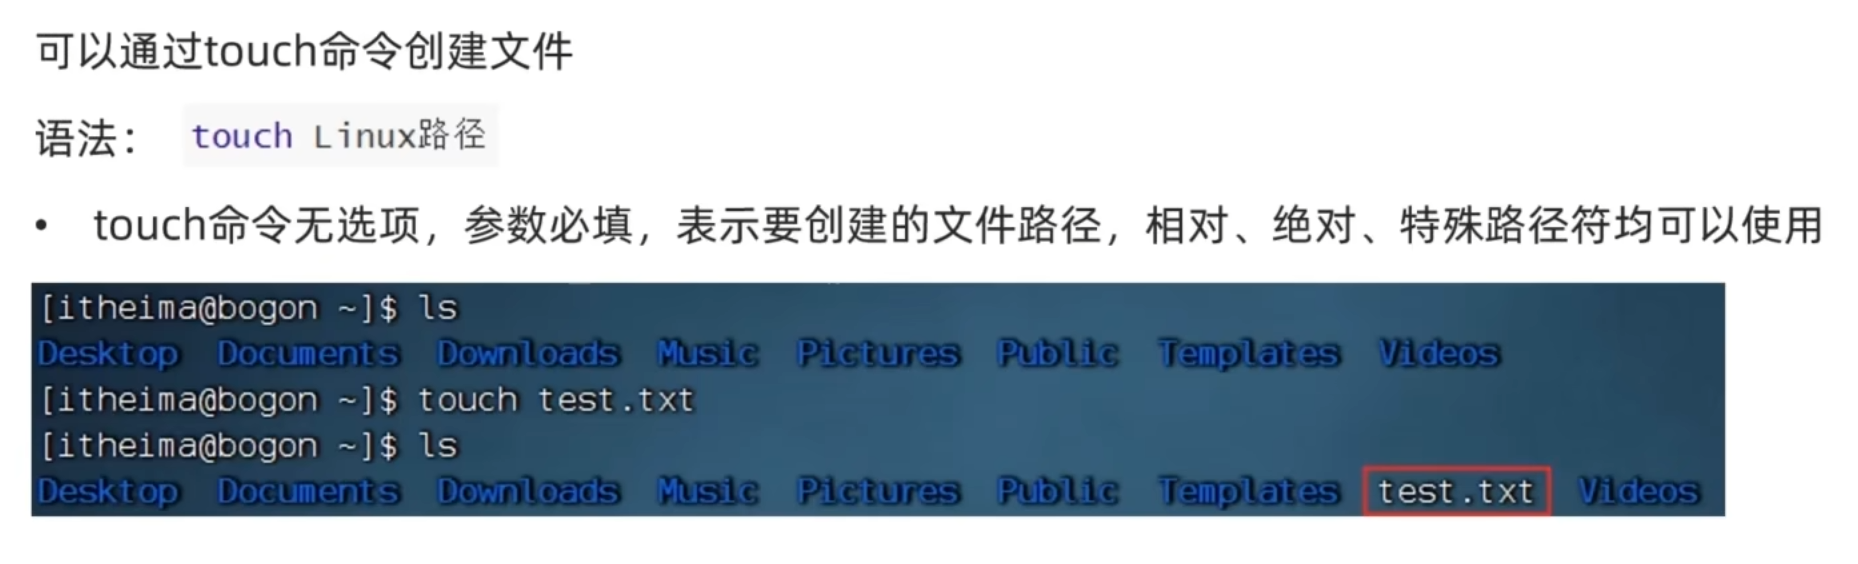 可以通过touch命令创建文件
语法： touch Linux路径
• touch命令无选项，参数必填，表示要创建的文件路径，相对、绝对、特殊路径符均可以使用
[itheima@bogon ~]$ ls
Desktop Documents Downloads Music Pictures Public Templates Videos
[itheima@bogon ~]$ touch test.txt
[itheima@bogon ~]$ ls
Desktop Documents Downloads Music Pictures Public Templates test.txt Videos